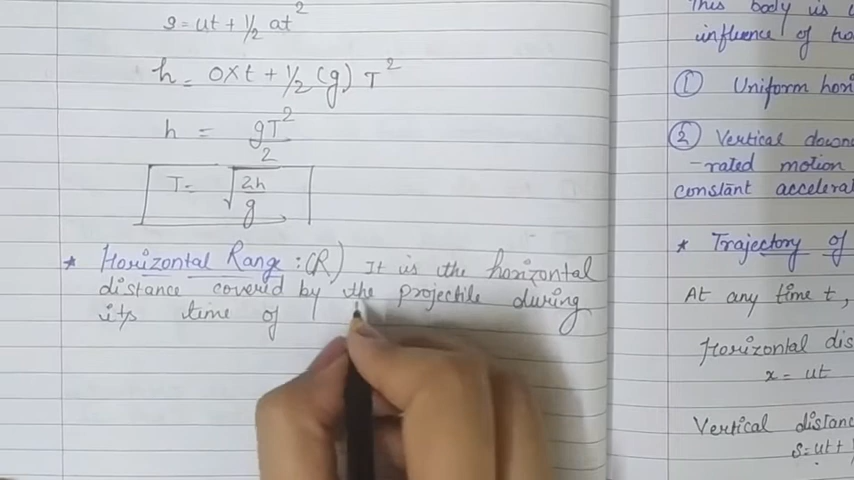 s = ut + 1/2 at²
h = 0×t + 1/2 (g) T²
h = gT²/2
T = √2h/g
* Horizontal Range : (R) It is the horizontal
distance covered by the projectile during
its time of
This body is
influence of
① Uniform hori
② Vertical down
-rated motion
constant accelera
* Trajectory of
At any time t,
Horizontal dis
x = ut
Vertical distanc
s = ut +